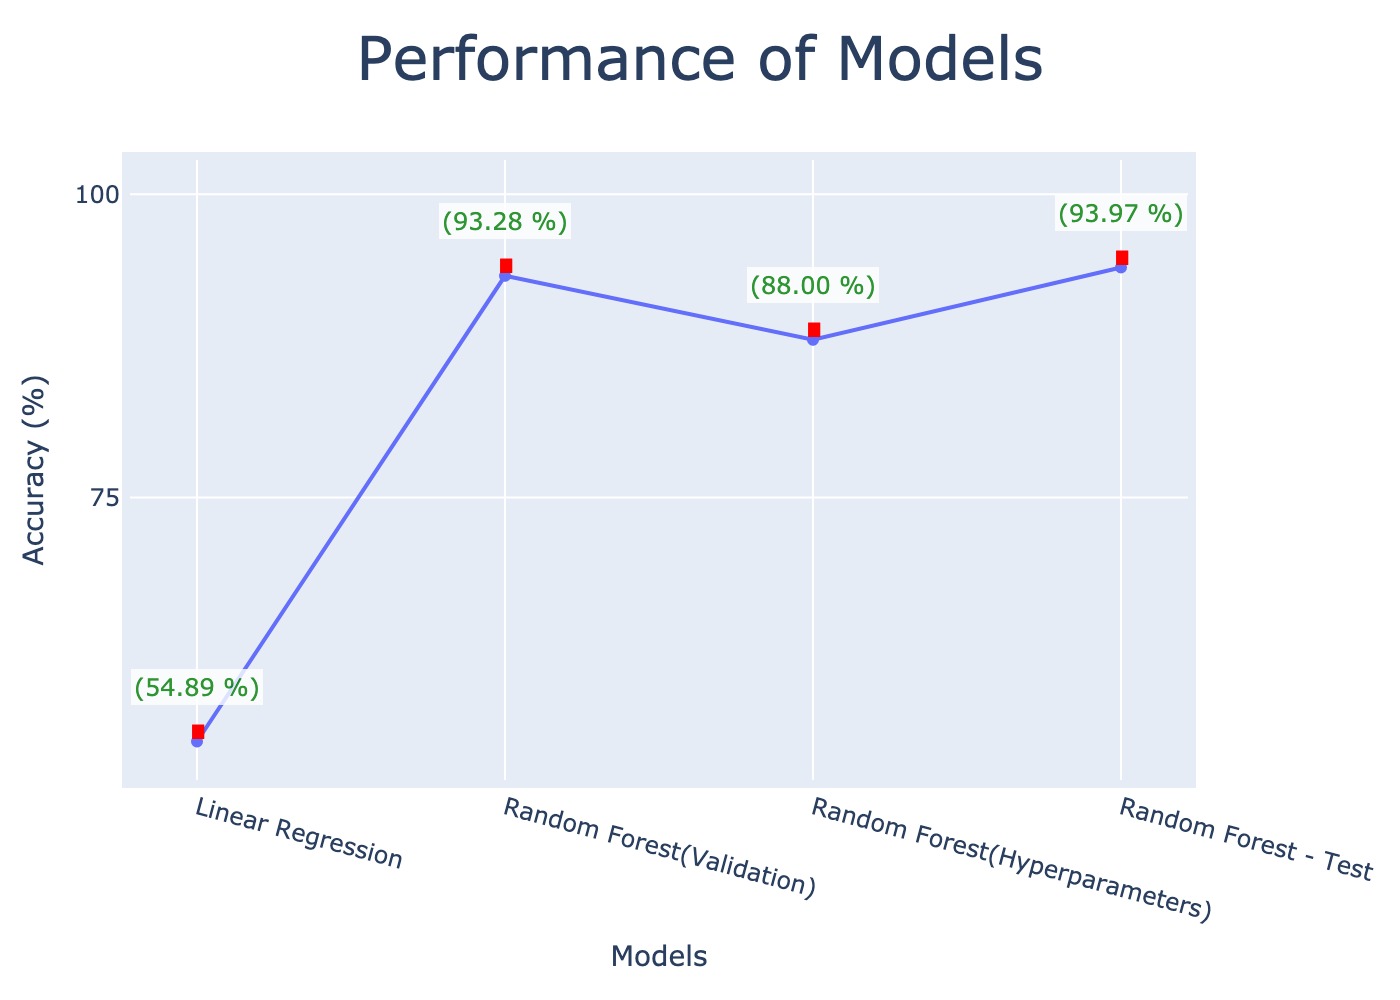 Performance of Models
100
(93.28 %)
(93.97 %)
(88.00 %)
Accuracy (%)
75
(54.89 %)
Linear Regression
Random Forest(Validation)
Random Forest(Hyperparameters)
Random Forest - Test
Models